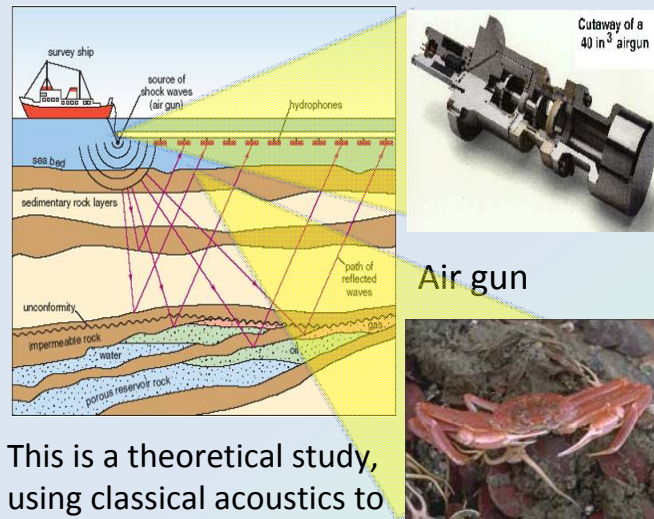 survey ship
source of
shock waves
(air gun)
hydrophones
sea bed
sedimentary rock layers
path of
reflected
waves
unconformity
impermeable rock
gas
water
oil
porous reservoir rock
Cutaway of a
40 in³ airgun
Air gun
This is a theoretical study,
using classical acoustics to